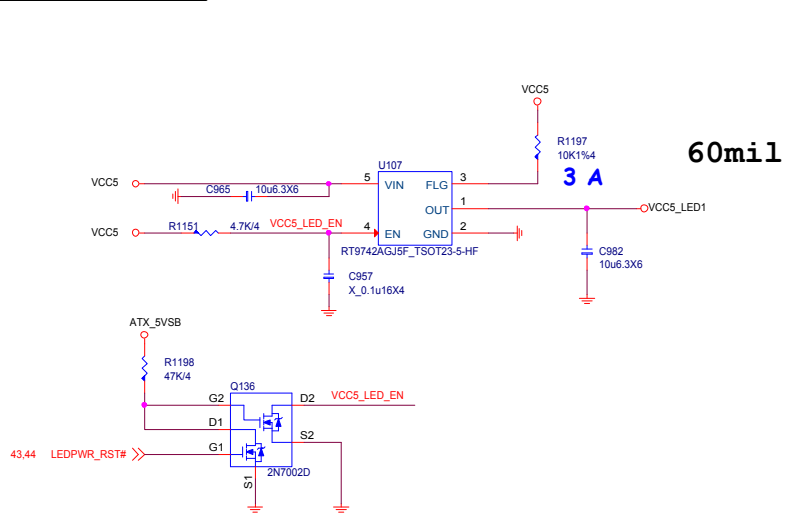 VCC5
R1197
10K1%4
60mil
3 A
U107
VCC5
C965
10u6.3X6
5
VIN
FLG
3
OUT
1
VCC5_LED1
VCC5
R1151
4.7K/4
VCC5_LED_EN
4
EN
GND
2
RT9742AGJ5F_TSOT23-5-HF
C982
10u6.3X6
C957
X_0.1u16X4
ATX_5VSB
R1198
47K/4
Q136
G2
D2
VCC5_LED_EN
D1
S2
G1
43,44
LEDPWR_RST#
2N7002D
S1